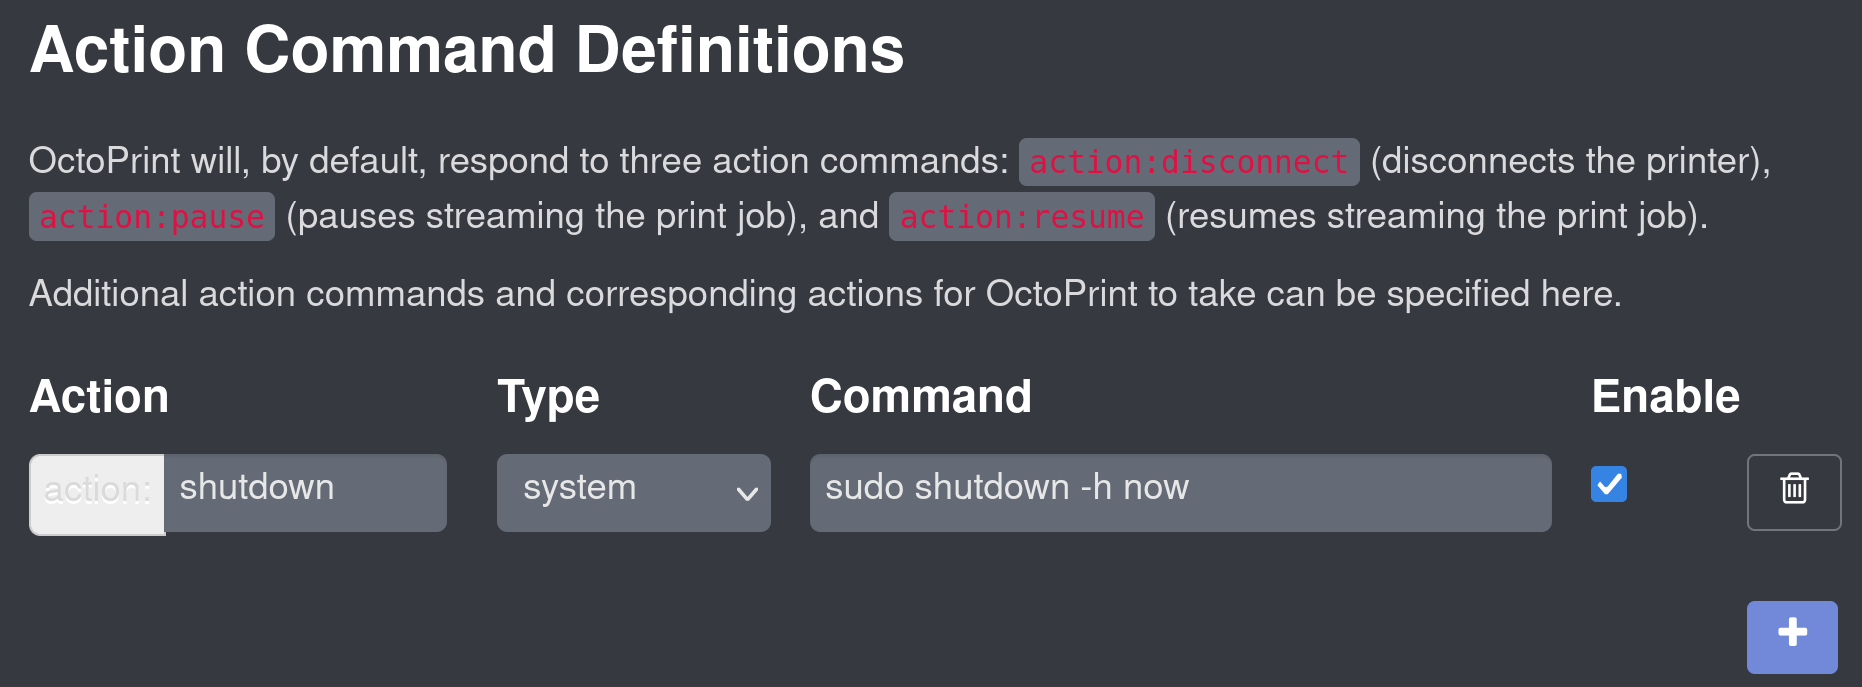 Action Command Definitions
OctoPrint will, by default, respond to three action commands: action:disconnect (disconnects the printer),
action:pause (pauses streaming the print job), and action:resume (resumes streaming the print job).
Additional action commands and corresponding actions for OctoPrint to take can be specified here.
Action Type Command Enable
action: shutdown system sudo shutdown -h now